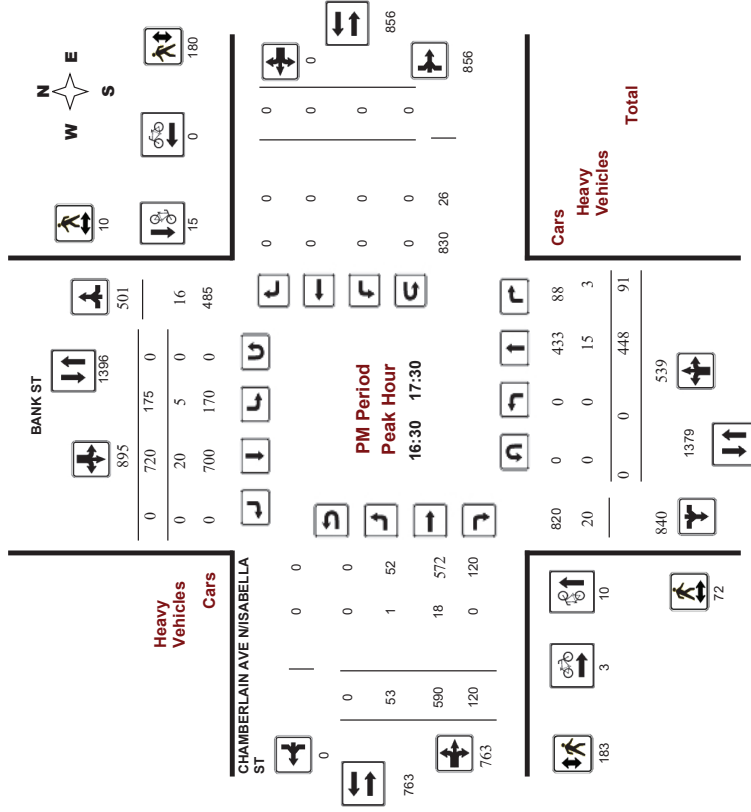 N
W E
S
180
10
0
15
BANK ST
1396
895
501
0 720 175 0
0 20 5 0 16
0 700 170 0 485
Heavy
Vehicles
Cars
0
856
856
0 0 0
0 0 0
0 0 0
0 0 0
830 26
PM Period
Peak Hour
16:30 17:30
CHAMBERLAIN AVE N/ISABELLA
ST
0 0
0
0 0 0
53 1 52
590 18 572
120 0 120
763
763
Cars
Heavy
Vehicles
Total
820 0 0 433 88
20 0 0 15 3
0 0 448 91
840
539
1379
10
3
72
183